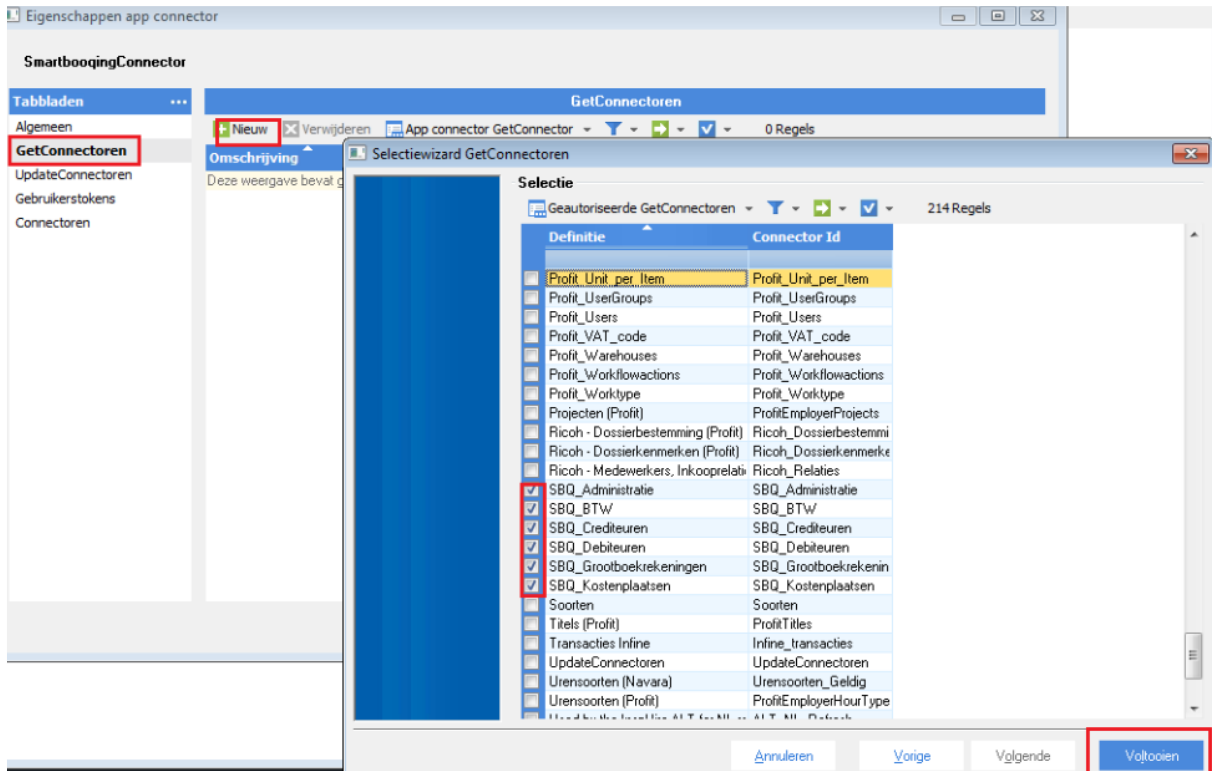 Eigenschappen app connector
SmartbooqingConnector
Tabbladen ...
Algemeen
GetConnectoren
UpdateConnectoren
Gebruikerstokens
Connectoren
GetConnectoren
Nieuw Verwijderen App connector GetConnector 0 Regels
Omschrijving
Deze weergave bevat g
Selectiewizard GetConnectoren
Selectie
Geautoriseerde GetConnectoren 214 Regels
Definitie Connector Id
Profit_Unit_per_Item Profit_Unit_per_Item
Profit_UserGroups Profit_UserGroups
Profit_Users Profit_Users
Profit_VAT_code Profit_VAT_code
Profit_Warehouses Profit_Warehouses
Profit_Workflowactions Profit_Workflowactions
Profit_Worktype Profit_Worktype
Projecten (Profit) ProfitEmployerProjects
Ricoh - Dossierbestemming (Profit) Ricoh_Dossierbestemmi
Ricoh - Dossierkenmerken (Profit) Ricoh_Dossierkenmerke
Ricoh - Medewerkers, Inkooprelati Ricoh_Relaties
SBQ_Administratie SBQ_Administratie
SBQ_BTW SBQ_BTW
SBQ_Crediteuren SBQ_Crediteuren
SBQ_Debiteuren SBQ_Debiteuren
SBQ_Grootboekrekeningen SBQ_Grootboekrekenin
SBQ_Kostenplaatsen SBQ_Kostenplaatsen
Soorten Soorten
Titels (Profit) ProfitTitles
Transacties Infine Infine_transacties
UpdateConnectoren UpdateConnectoren
Urensoorten (Navara) Urensoorten_Geldig
Urensoorten (Profit) ProfitEmployerHourType
Annuleren Vorige Volgende Voltooien